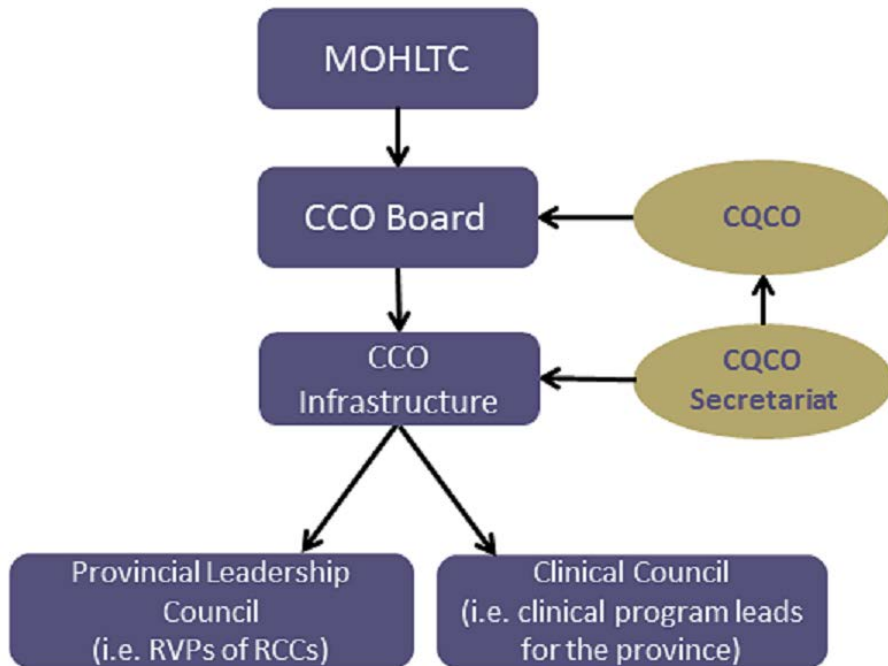 MOHLTC
CCO Board
CQCO
CCO
Infrastructure
CQCO
Secretariat
Provincial Leadership
Council
(i.e. RVPs of RCCs)
Clinical Council
(i.e. clinical program leads
for the province)